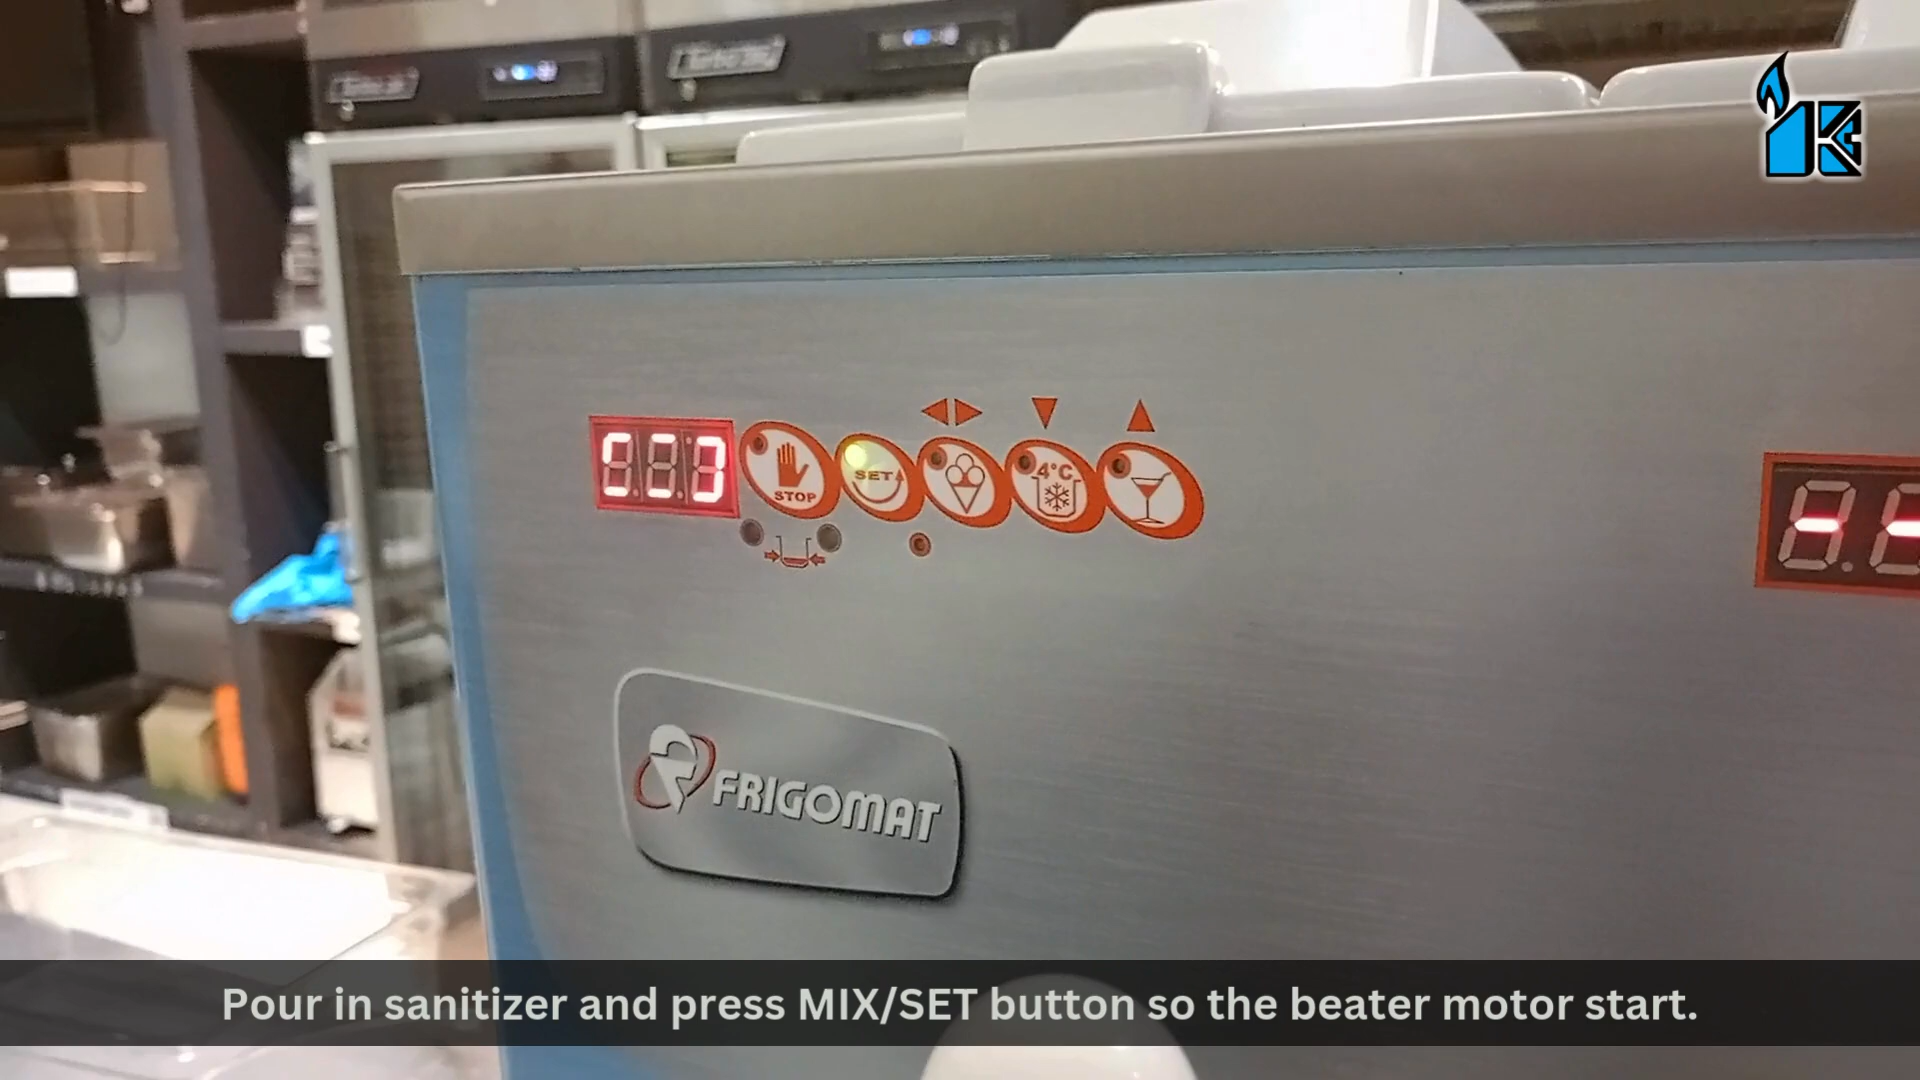 STOP
SET
4°C
FRIGOMAT
Pour in sanitizer and press MIX/SET button so the beater motor start.